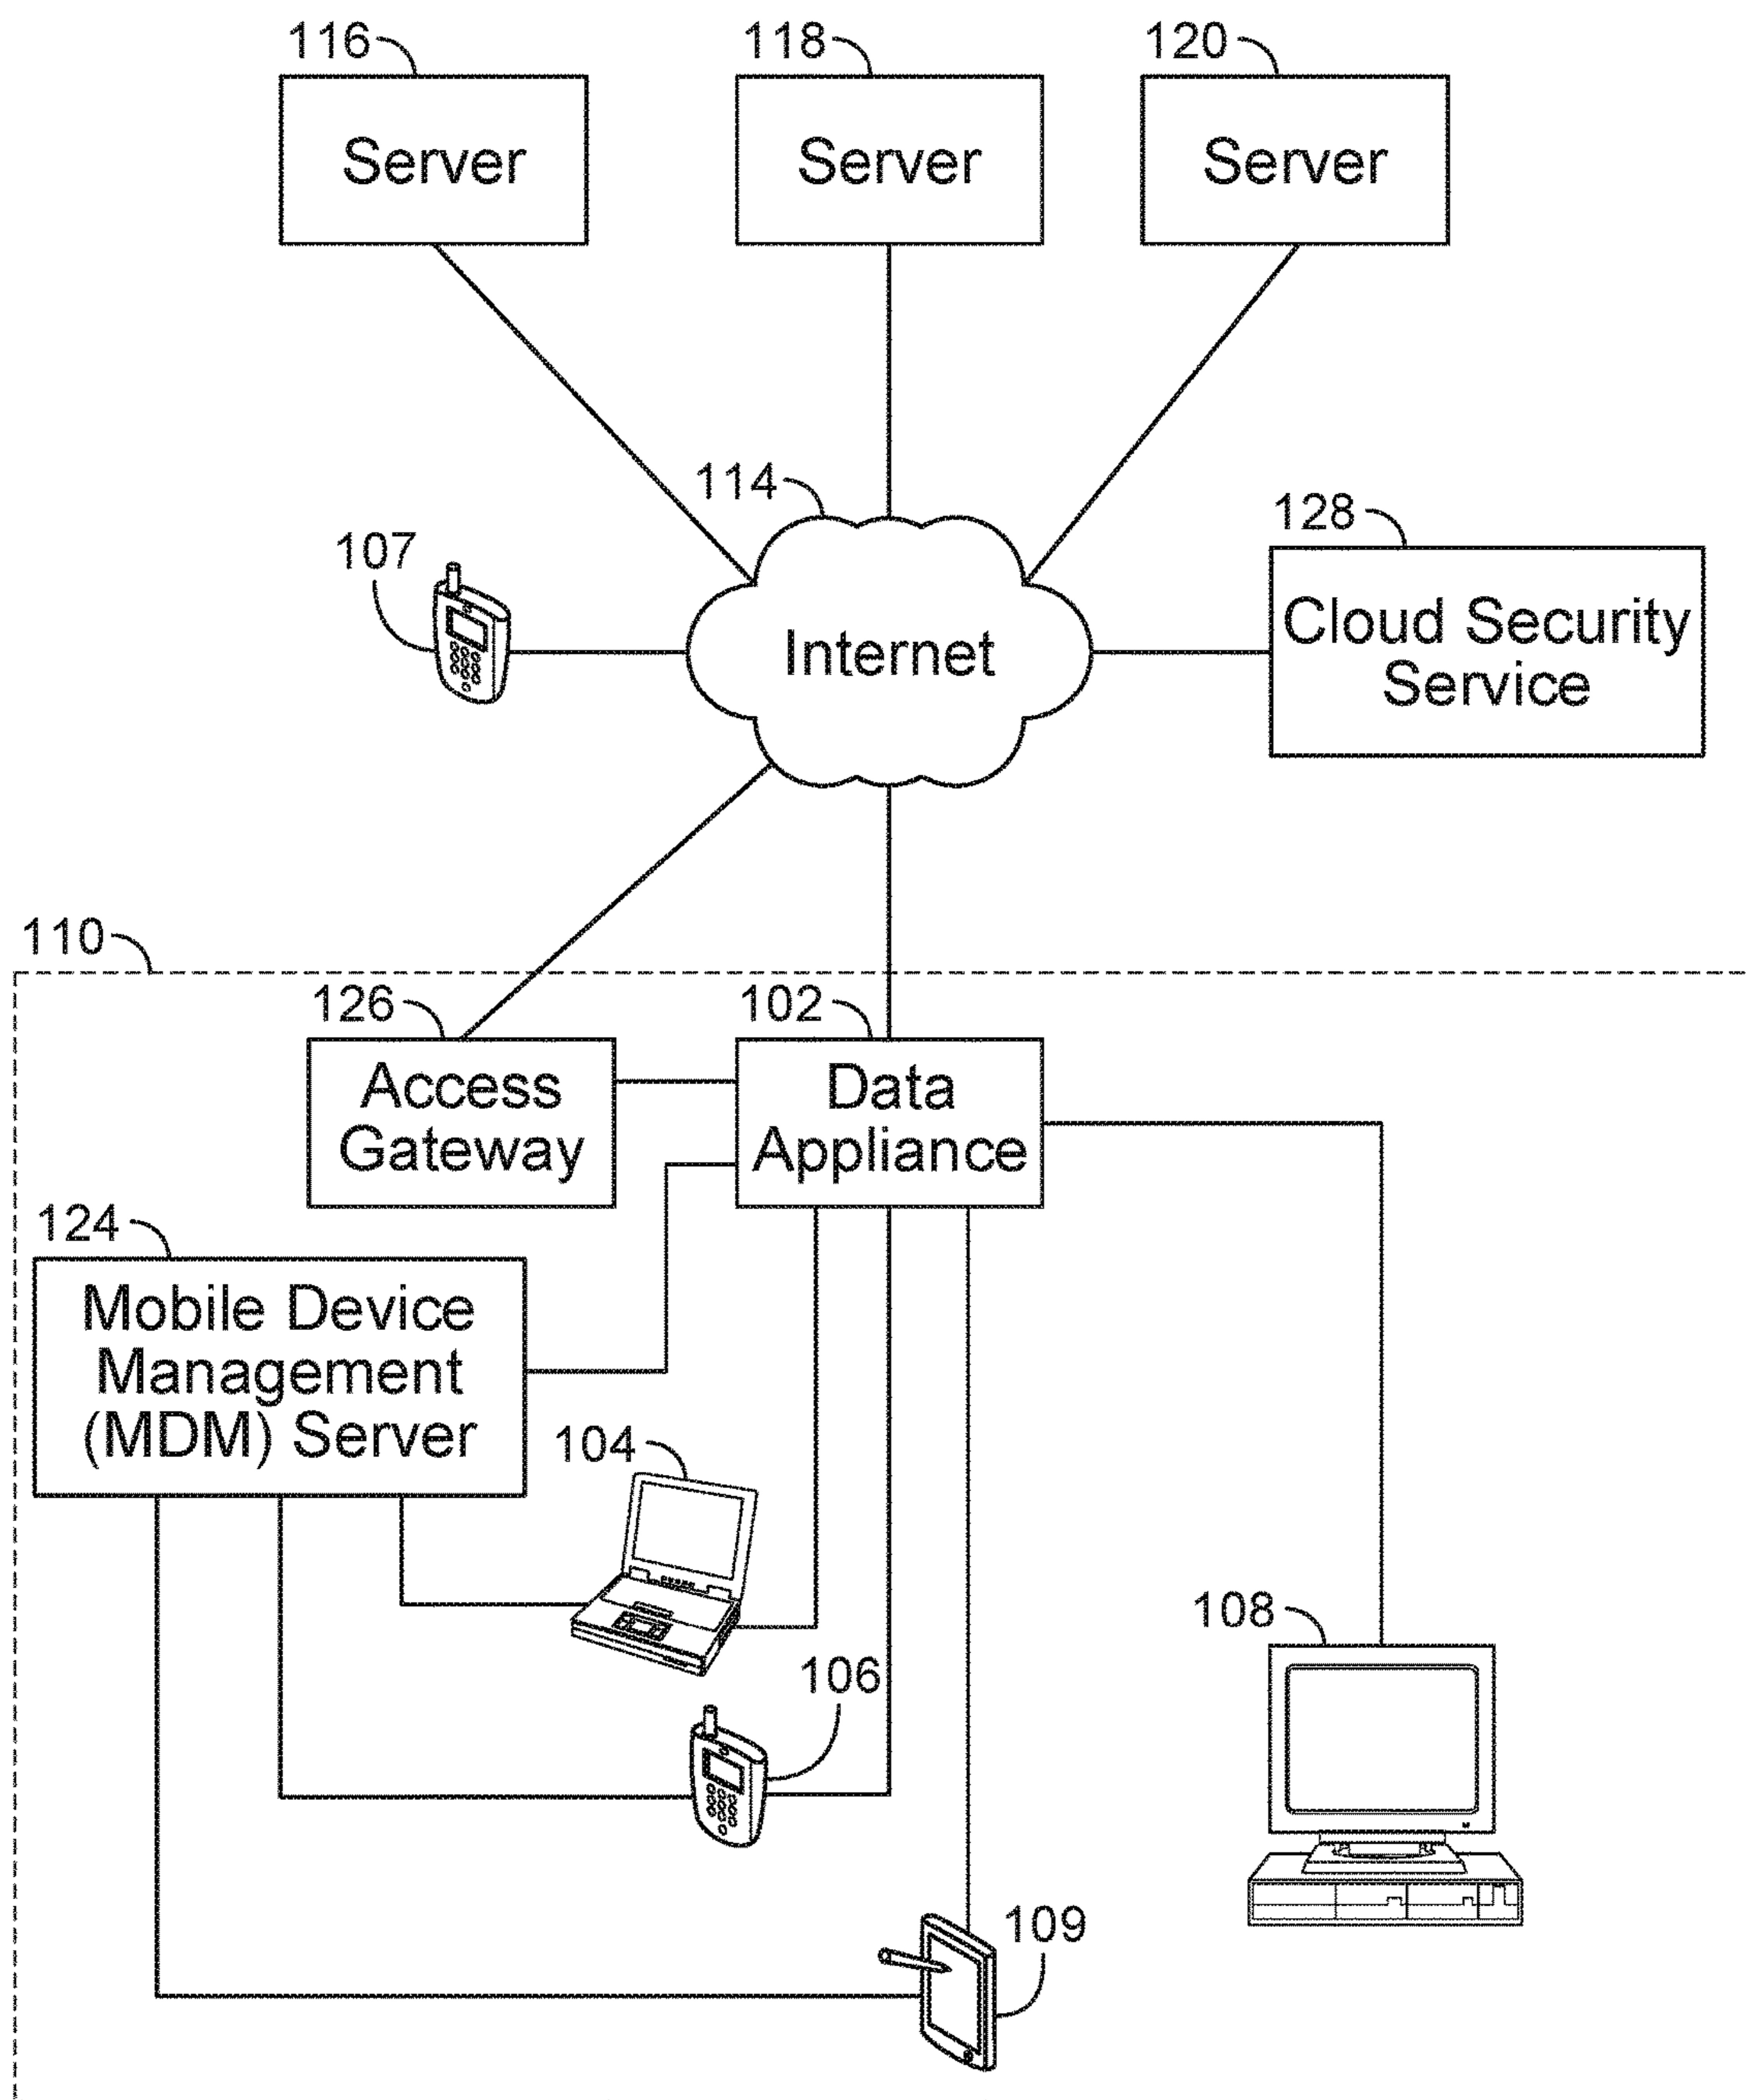 116
118
120
Server
Server
Server
114
107
128
Internet
Cloud Security
Service
110
126
102
Access
Gateway
Data
Appliance
124
Mobile Device
Management
(MDM) Server
104
106
108
109